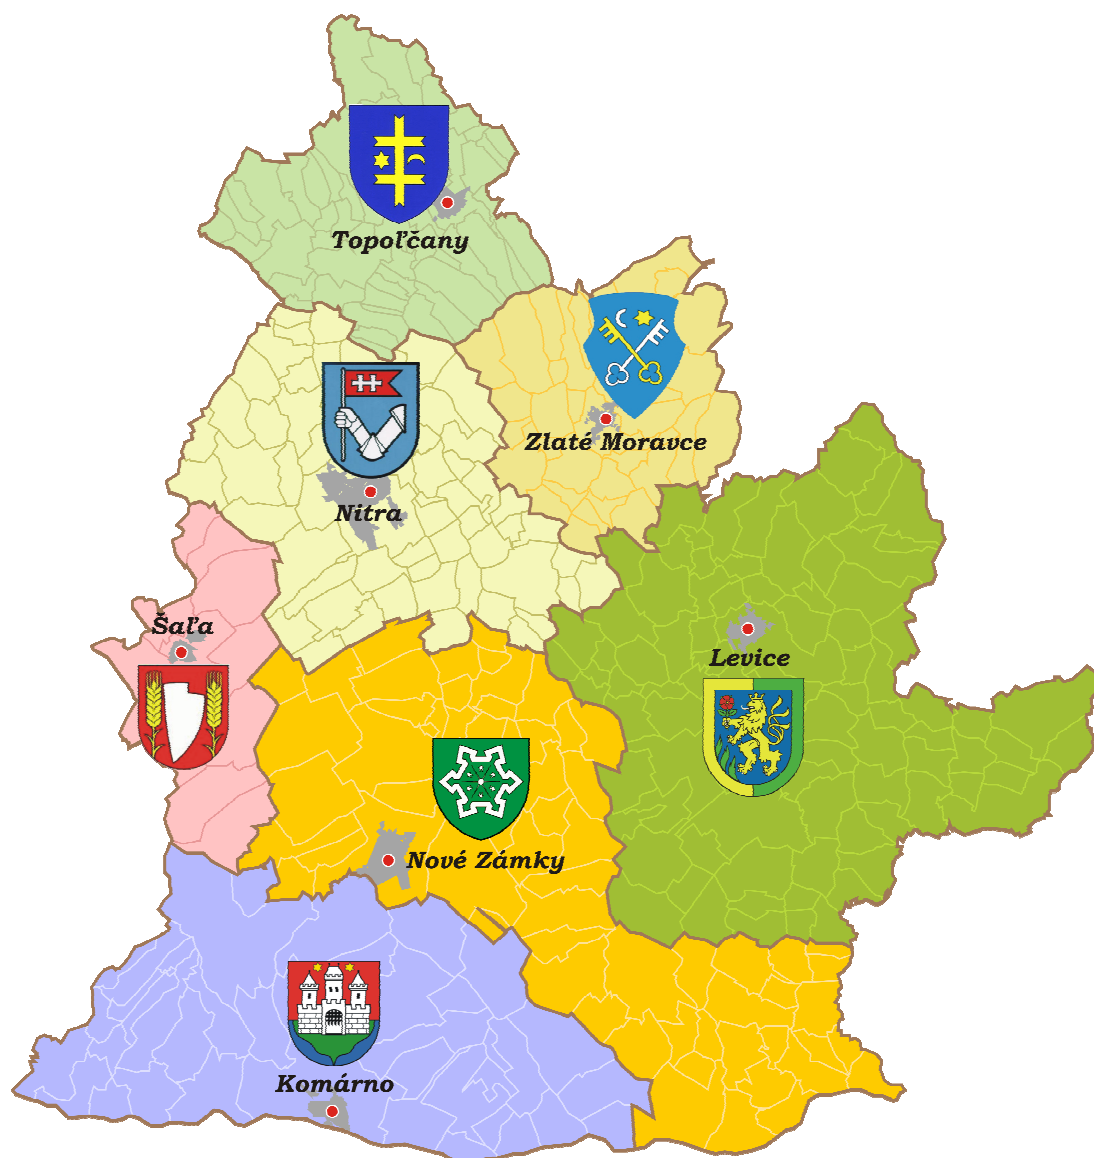 Topoľčany
Zlaté Moravce
Nitra
Šaľa
Levice
Nové Zámky
Komárno